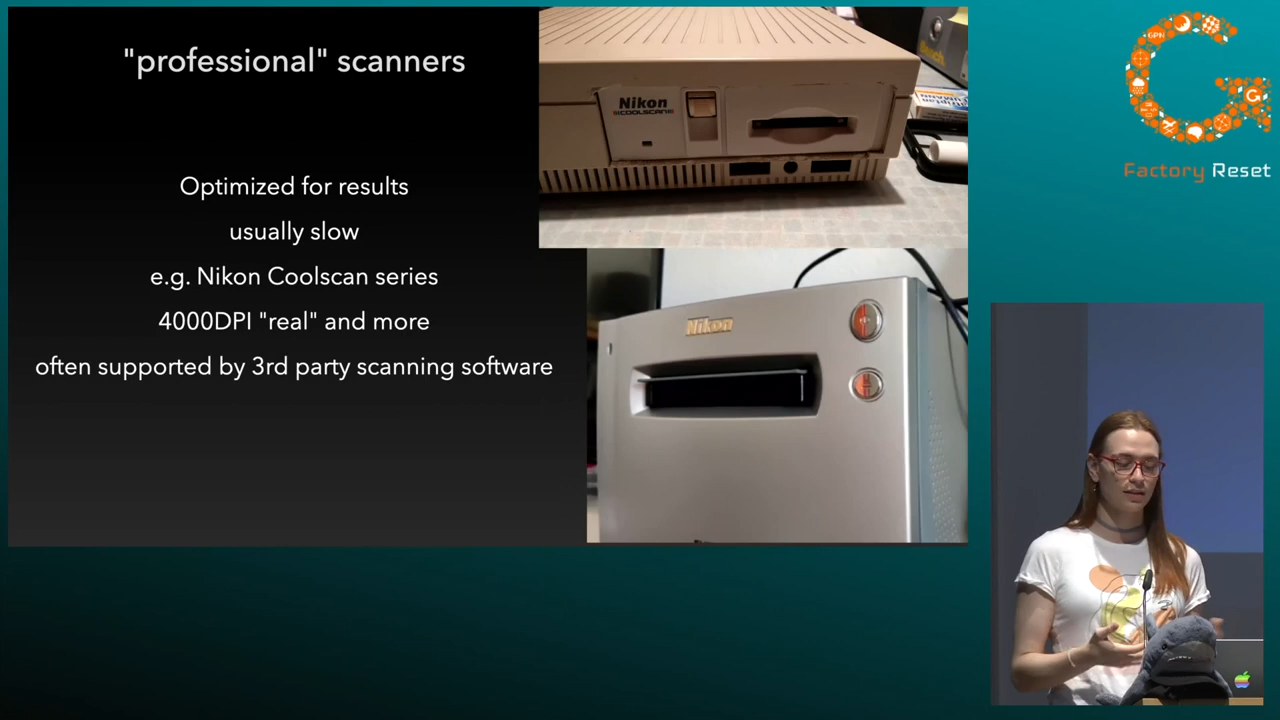 "professional" scanners
Optimized for results
usually slow
e.g. Nikon Coolscan series
4000DPI "real" and more
often supported by 3rd party scanning software
Nikon
COOLSCAN
Nikon
GPN
G
Factory Reset